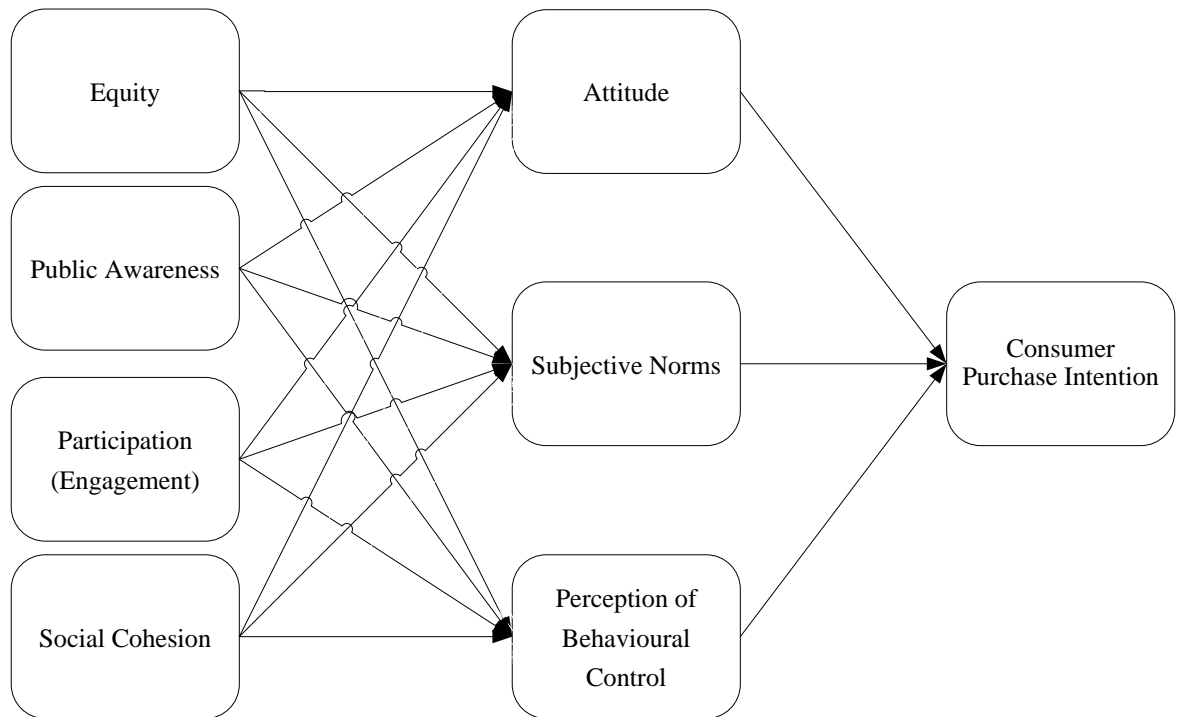 Equity
Public Awareness
Participation
(Engagement)
Social Cohesion
Attitude
Subjective Norms
Perception of
Behavioural
Control
Consumer
Purchase Intention